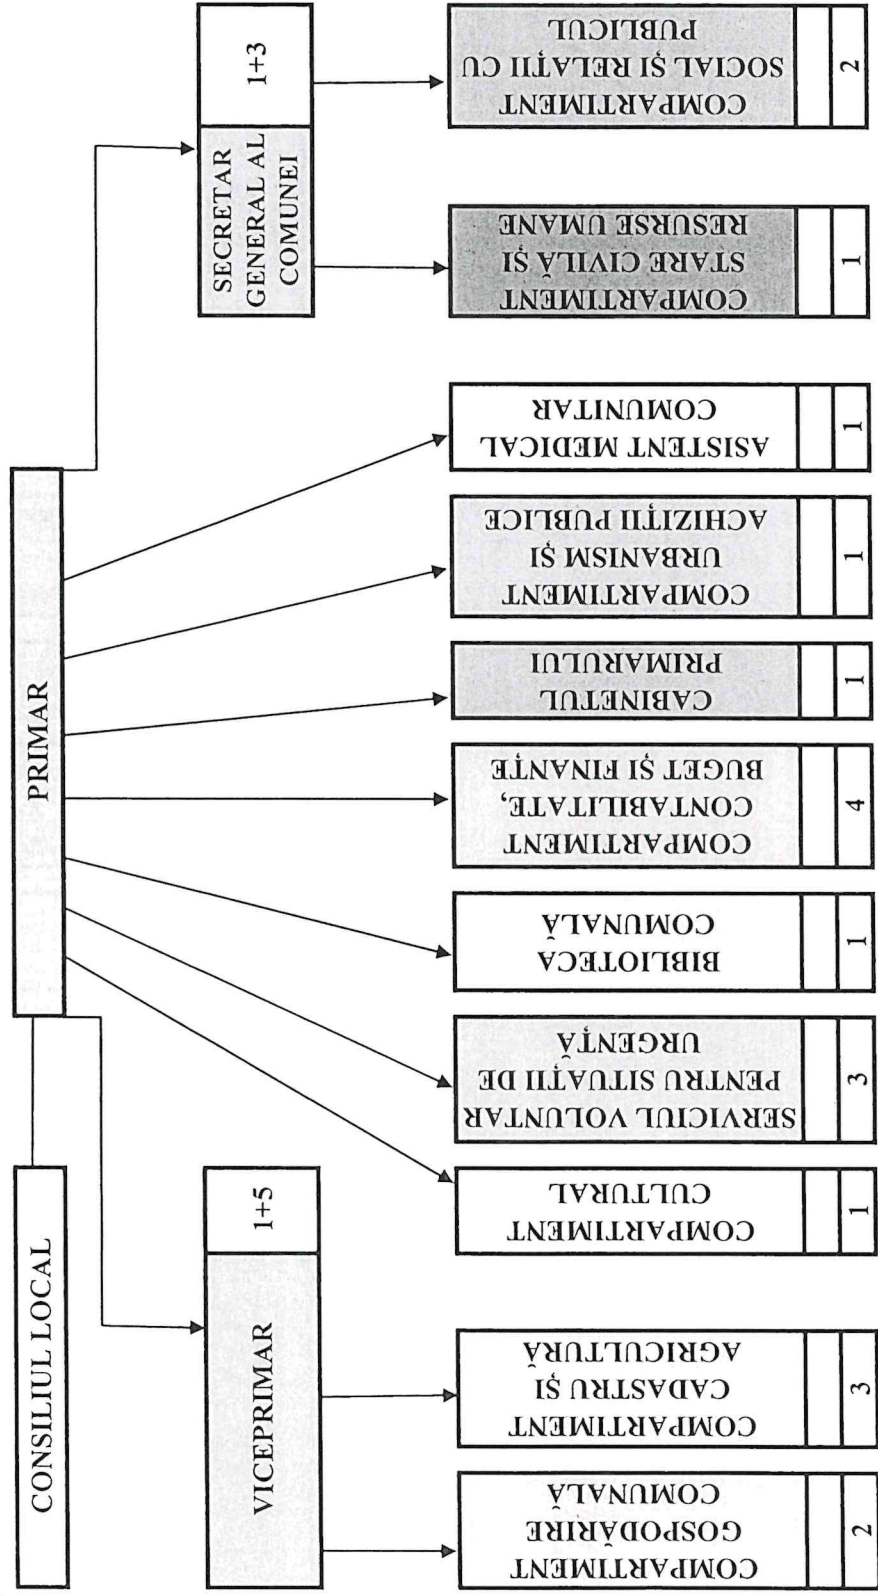 CONSILIUL LOCAL
PRIMAR
VICEPRIMAR
1+5
SECRETAR
GENERAL AL
COMUNEI
1+3
COMPARTIMENT
GOSPODĂRIRE
COMUNALĂ
2
COMPARTIMENT
CADASTRU ȘI
AGRICULTURĂ
3
COMPARTIMENT
CULTURAL
1
SERVICIUL VOLUNTAR
PENTRU SITUAȚII DE
URGENȚĂ
3
BIBLIOTECA
COMUNALĂ
1
COMPARTIMENT
CONTABILITATE,
BUGET ȘI FINANȚE
4
CABINETUL
PRIMARULUI
1
COMPARTIMENT
URBANISM ȘI
ACHIZIȚII PUBLICE
1
ASISTENT MEDICAL
COMUNITAR
1
COMPARTIMENT
STARE CIVILĂ ȘI
RESURSE UMANE
1
COMPARTIMENT
SOCIAL ȘI RELAȚII CU
PUBLICUL
2